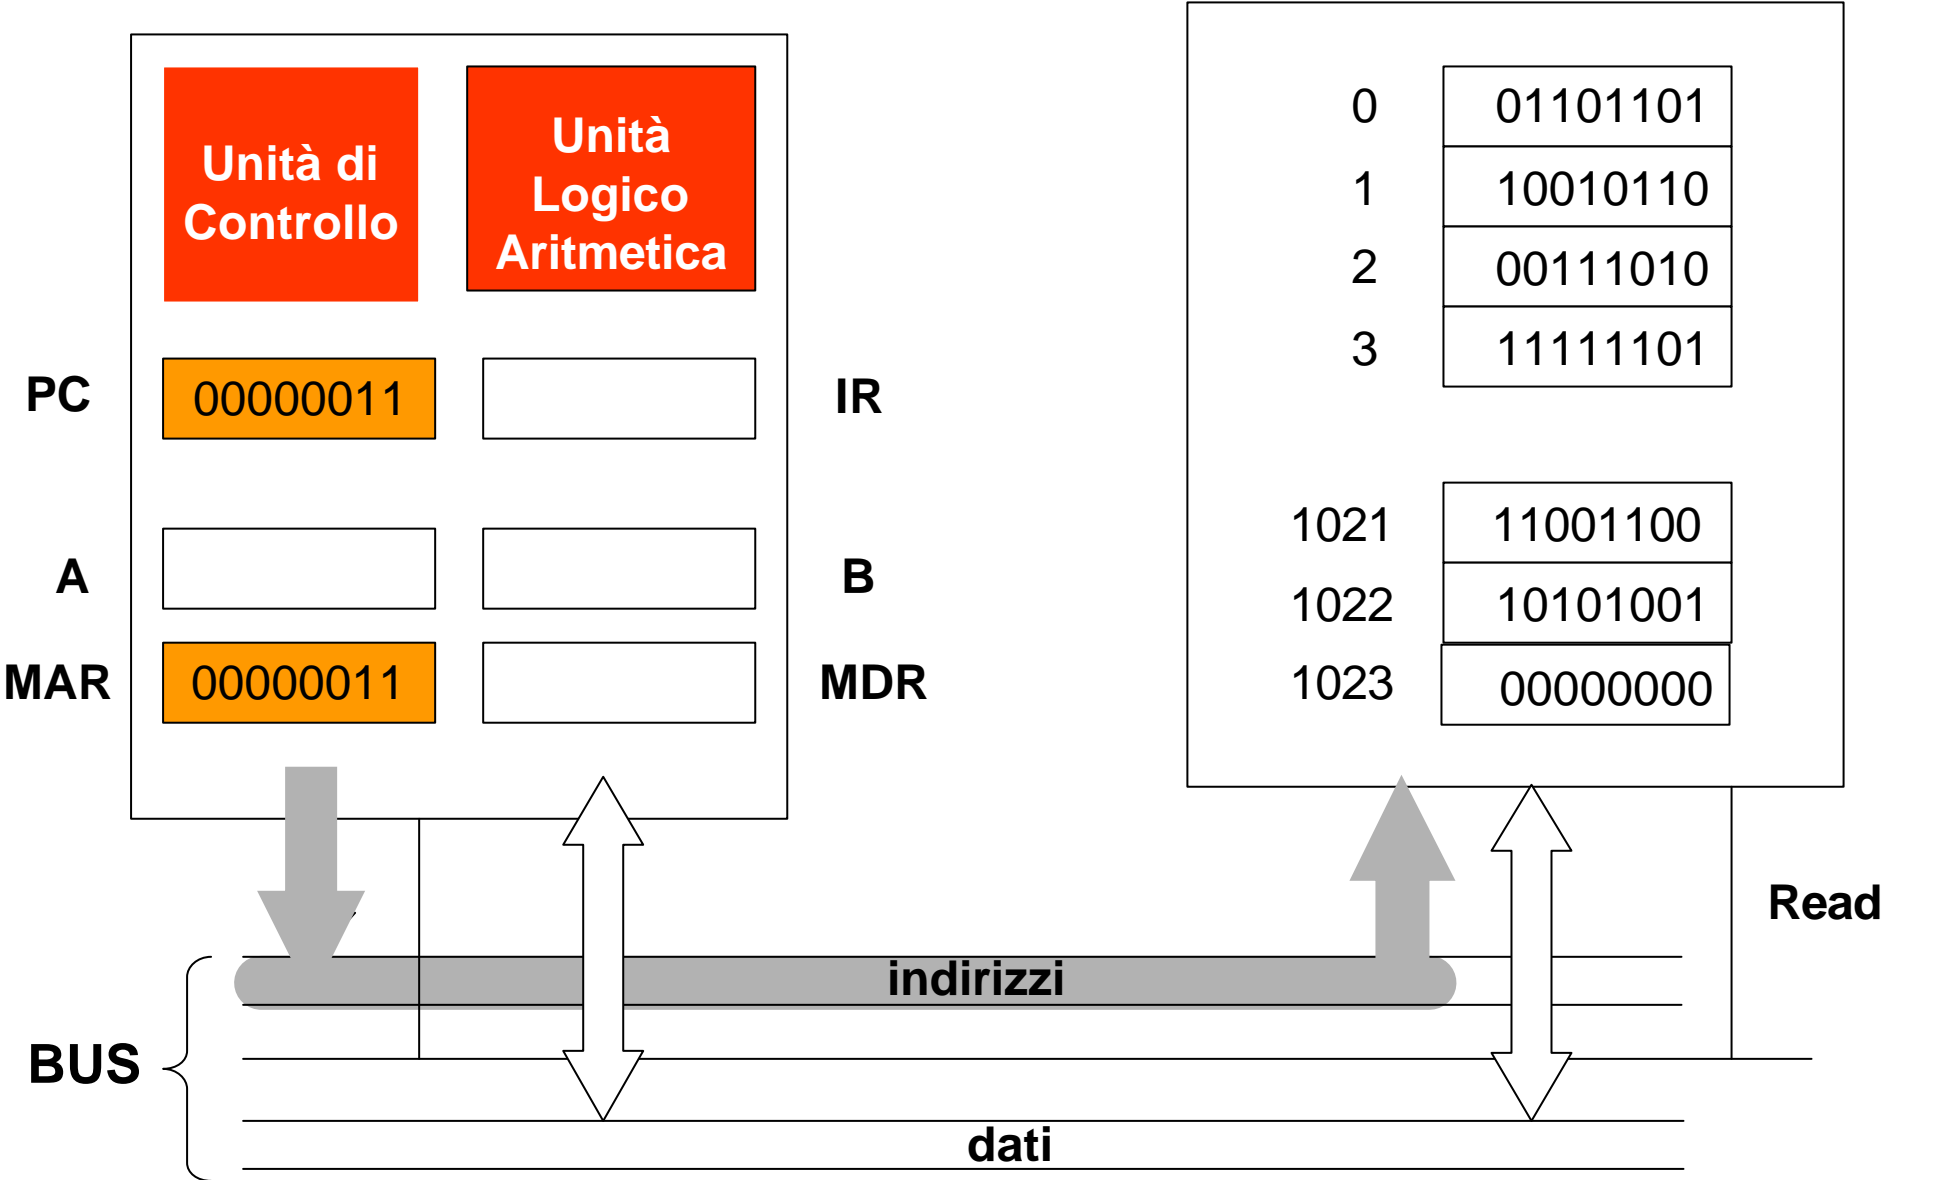 Unità di
Controllo
Unità
Logico
Aritmetica
PC
00000011
IR
A
B
MAR
00000011
MDR
0 01101101
1 10010110
2 00111010
3 11111101
1021 11001100
1022 10101001
1023 00000000
Read
indirizzi
BUS
dati